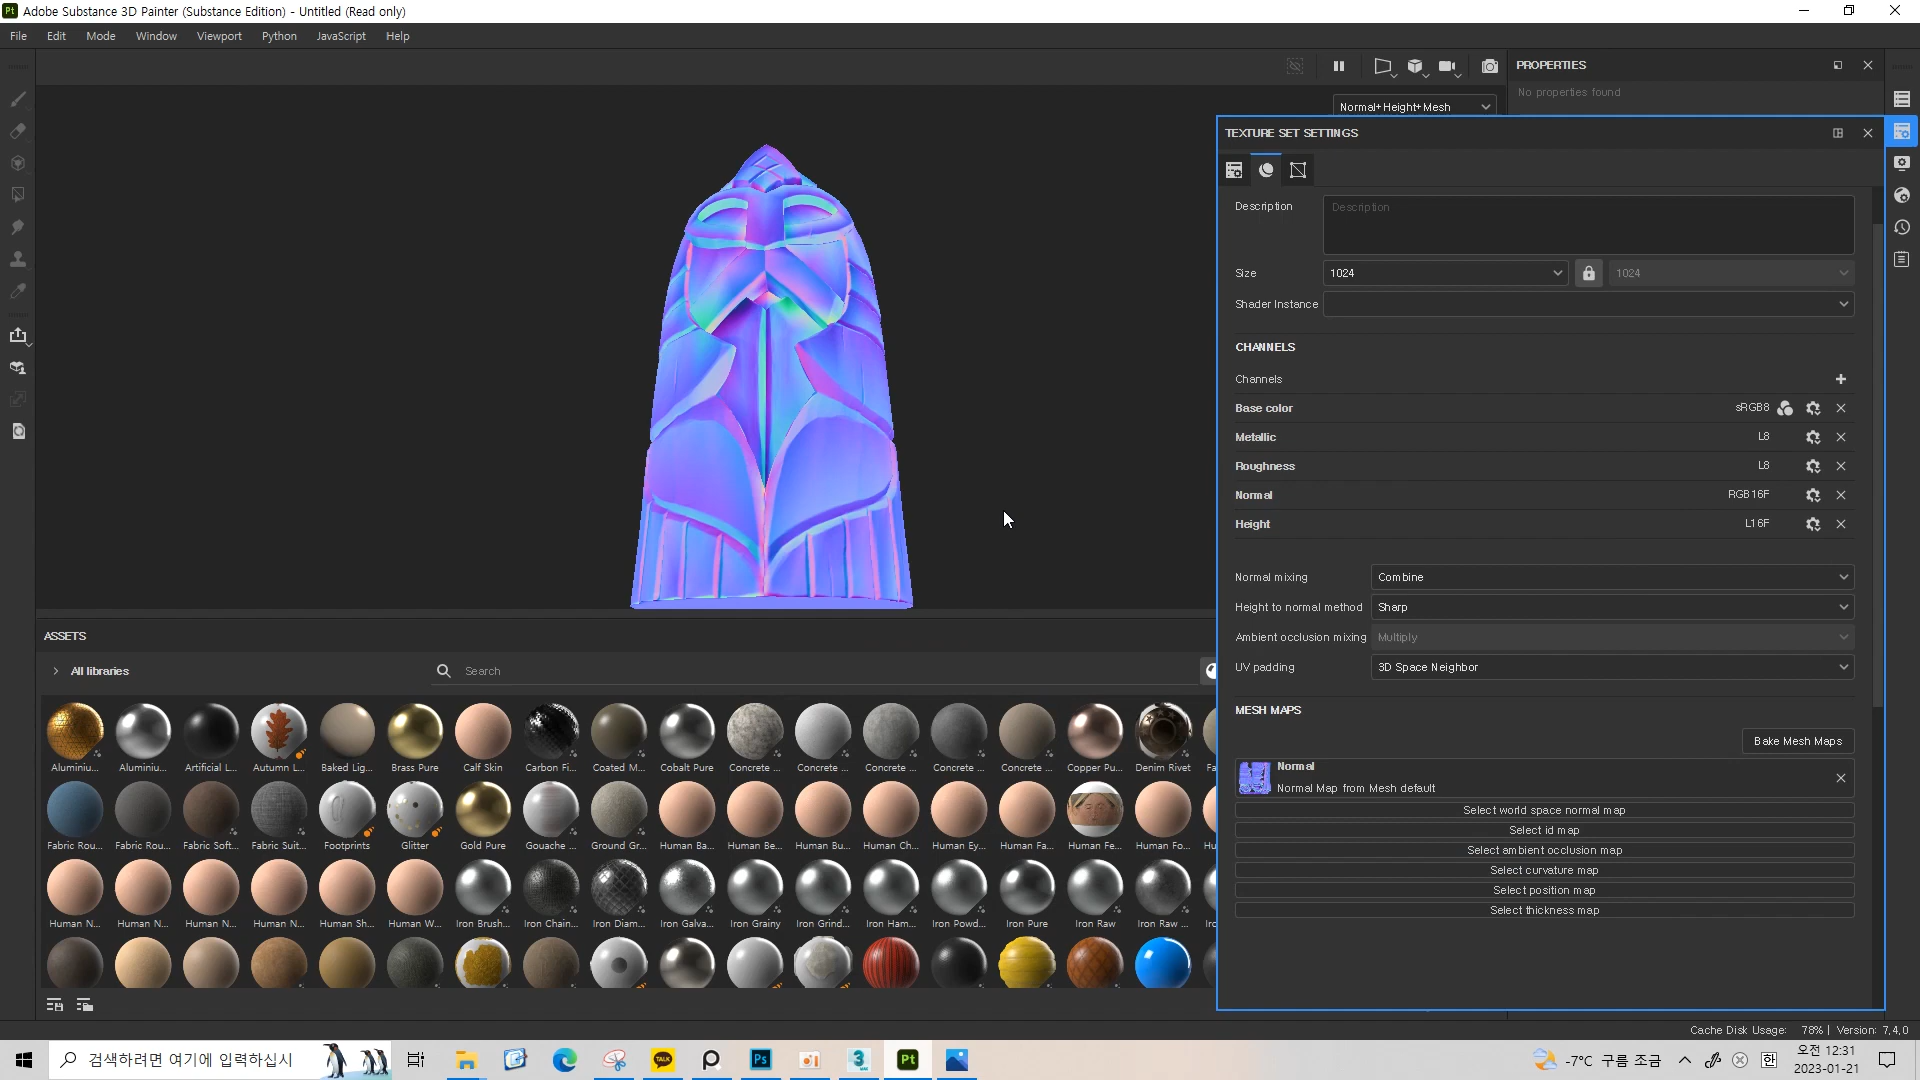 Pt Adobe Substance 3D Painter (Substance Edition) - Untitled (Read only)
File Edit Mode Window Viewport Python JavaScript Help
Normal+Height+Mesh
PROPERTIES
No properties found
TEXTURE SET SETTINGS
Description Description
Size 1024 1024
Shader Instance
CHANNELS
Channels
Base color sRGB8
Metallic L8
Roughness L8
Normal RGB16F
Height L16F
Normal mixing Combine
Height to normal method Sharp
Ambient occlusion mixing Multiply
UV padding 3D Space Neighbor
MESH MAPS
Bake Mesh Maps
Normal
Normal Map from Mesh default
Select world space normal map
Select id map
Select ambient occlusion map
Select curvature map
Select position map
Select thickness map
ASSETS
All libraries Search
Aluminiu... Aluminiu... Artificial L... Autumn L... Baked Lig... Brass Pure Calf Skin Carbon Fi... Coated M... Cobalt Pure Concrete ... Concrete ... Concrete ... Concrete ... Concrete ... Copper Pu... Denim Rivet Fa
Fabric Rou... Fabric Rou... Fabric Soft... Fabric Suit... Footprints Glitter Gold Pure Gouache ... Ground Gr... Human Ba... Human Be... Human Bu... Human Ch... Human Ey... Human Fa... Human Fe... Human Fo... Hu
Human N... Human N... Human N... Human N... Human Sh... Human W... Iron Brush... Iron Chain... Iron Diam... Iron Galva... Iron Grainy Iron Grind... Iron Ham... Iron Powd... Iron Pure Iron Raw Iron Raw ... Iro
Cache Disk Usage: 78% | Version: 7,4,0
검색하려면 여기에 입력하십시
TALK Ps 3 Pt
-7°C 구름 조금 한
오전 12:31
2023-01-21